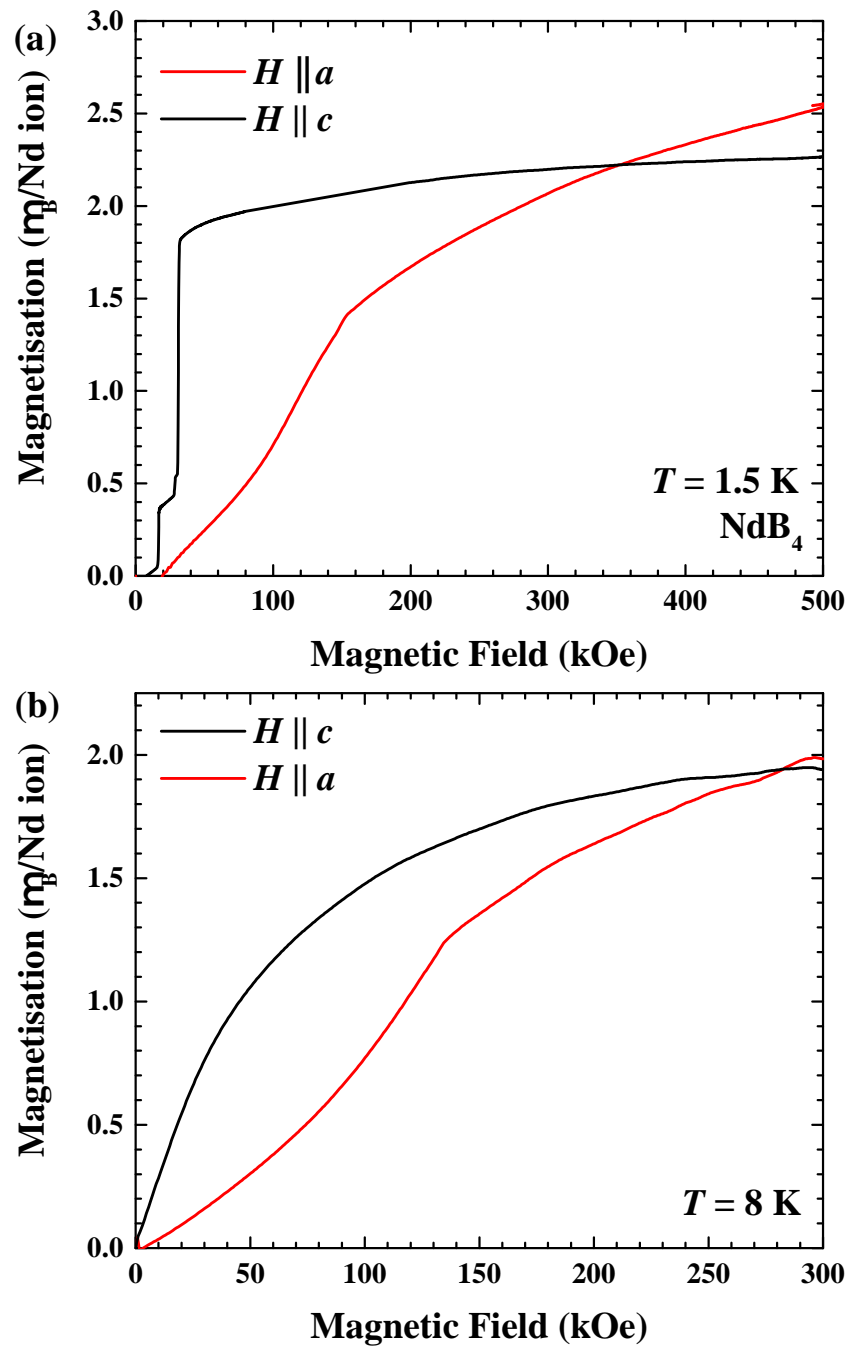 (a)
3.0
2.5
2.0
1.5
1.0
0.5
0.0
Magnetisation (m_B/Nd ion)
H || a
H || c
T = 1.5 K
NdB₄
0 100 200 300 400 500
Magnetic Field (kOe)
(b)
2.0
1.5
1.0
0.5
0.0
Magnetisation (m_B/Nd ion)
H || c
H || a
T = 8 K
0 50 100 150 200 250 300
Magnetic Field (kOe)